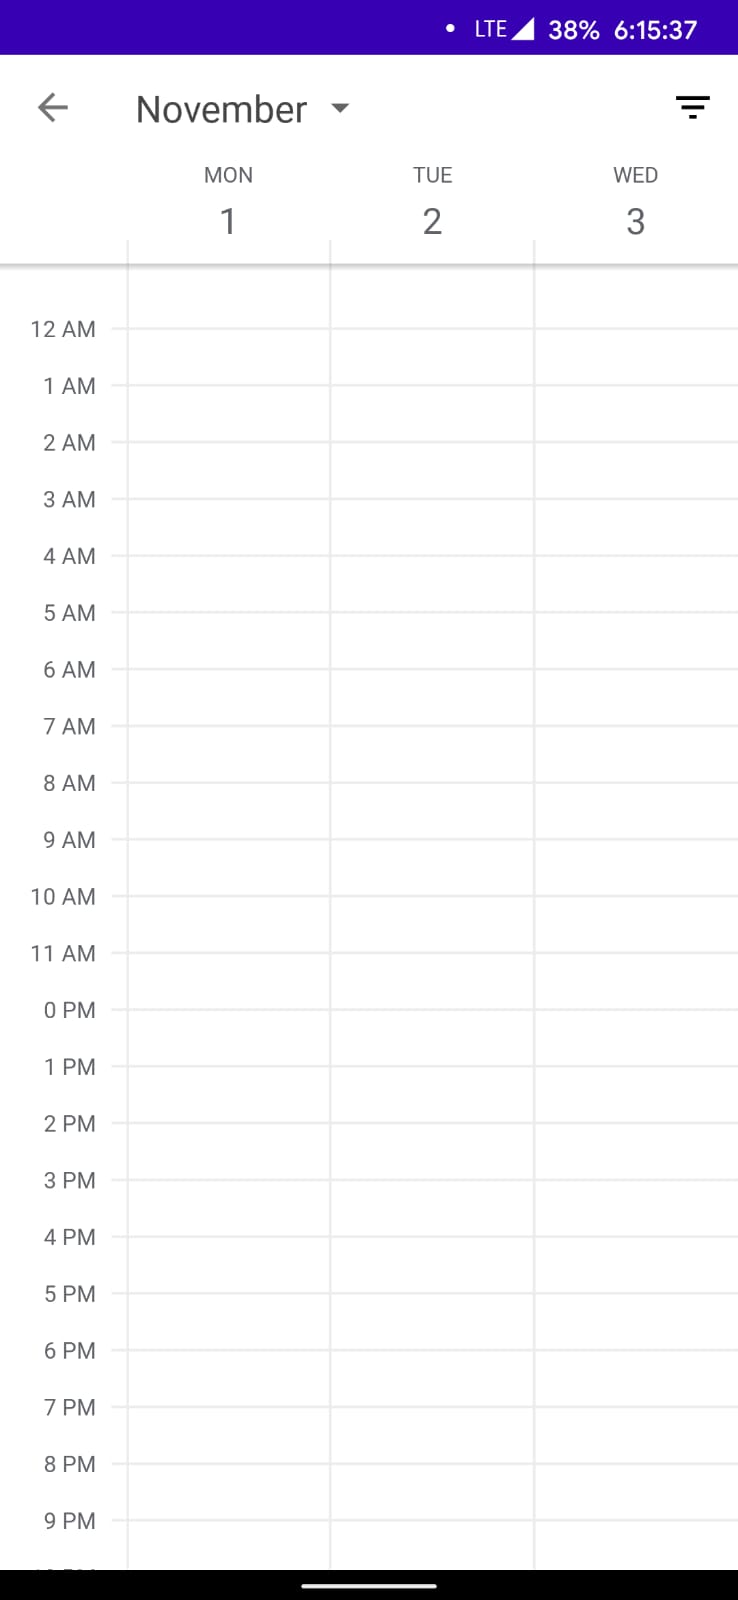 LTE 38% 6:15:37
November
MON TUE WED
1 2 3
12 AM
1 AM
2 AM
3 AM
4 AM
5 AM
6 AM
7 AM
8 AM
9 AM
10 AM
11 AM
0 PM
1 PM
2 PM
3 PM
4 PM
5 PM
6 PM
7 PM
8 PM
9 PM